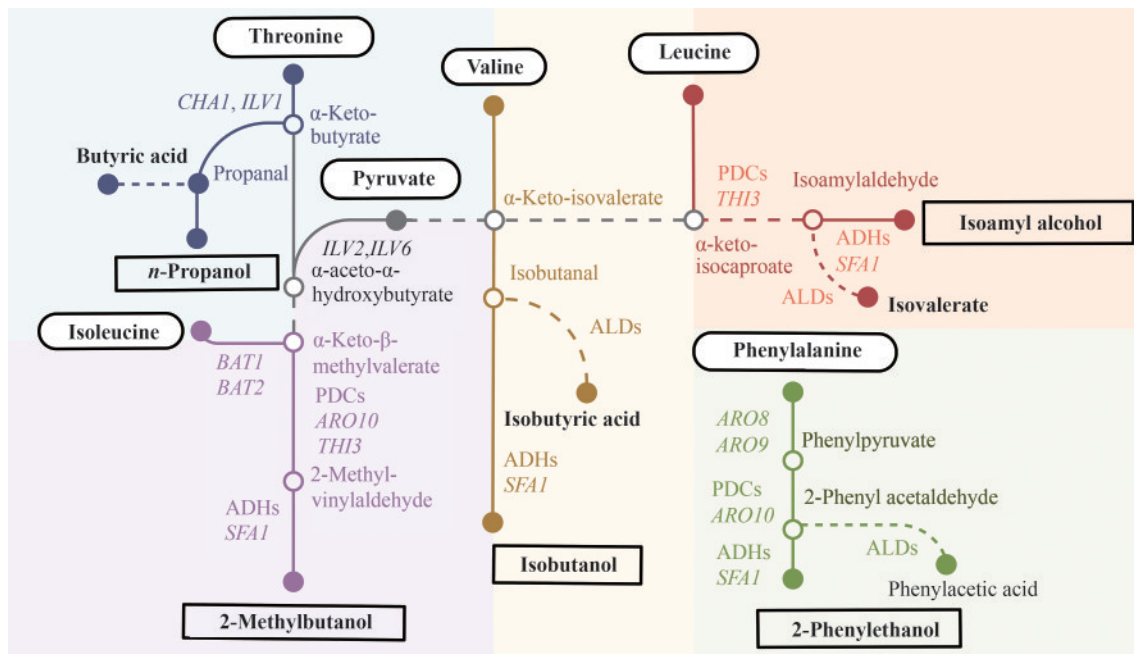 Threonine
CHA1, ILV1
α-Keto-
butyrate
Butyric acid
Propanal
n-Propanol
Pyruvate
ILV2,ILV6
α-aceto-α-
hydroxybutyrate
Isoleucine
BAT1
BAT2
α-Keto-β-
methylvalerate
PDCs
ARO10
THI3
2-Methyl-
vinylaldehyde
ADHs
SFA1
2-Methylbutanol
Valine
α-Keto-isovalerate
Isobutanal
ALDs
Isobutyric acid
ADHs
SFA1
Isobutanol
Leucine
PDCs
THI3
α-keto-
isocaproate
Isoamylaldehyde
ADHs
SFA1
Isoamyl alcohol
ALDs
Isovalerate
Phenylalanine
ARO8
ARO9
Phenylpyruvate
PDCs
ARO10
2-Phenyl acetaldehyde
ADHs
SFA1
ALDs
Phenylacetic acid
2-Phenylethanol